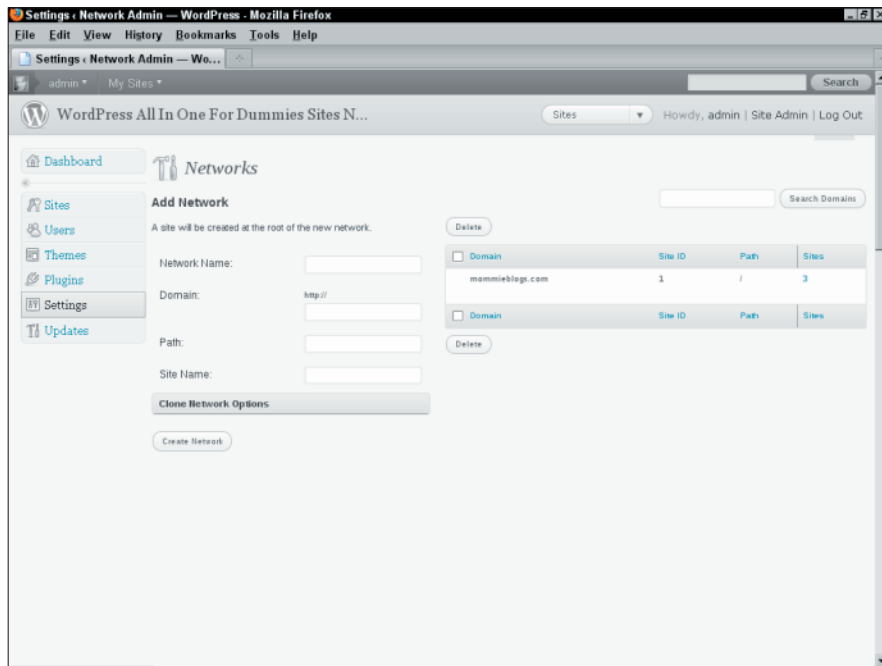 Settings ‹ Network Admin — WordPress - Mozilla Firefox
File Edit View History Bookmarks Tools Help
Settings ‹ Network Admin — Wo...
admin My Sites Search
WordPress All In One For Dummies Sites N... Sites Howdy, admin | Site Admin | Log Out
Dashboard
Sites
Users
Themes
Plugins
Settings
Updates
Networks
Add Network
A site will be created at the root of the new network.
Network Name:
Domain: http://
Path:
Site Name:
Clone Network Options
Create Network
Search Domains
Delete
Domain Site ID Path Sites
mommieblogs.com 1 / 3
Domain Site ID Path Sites
Delete